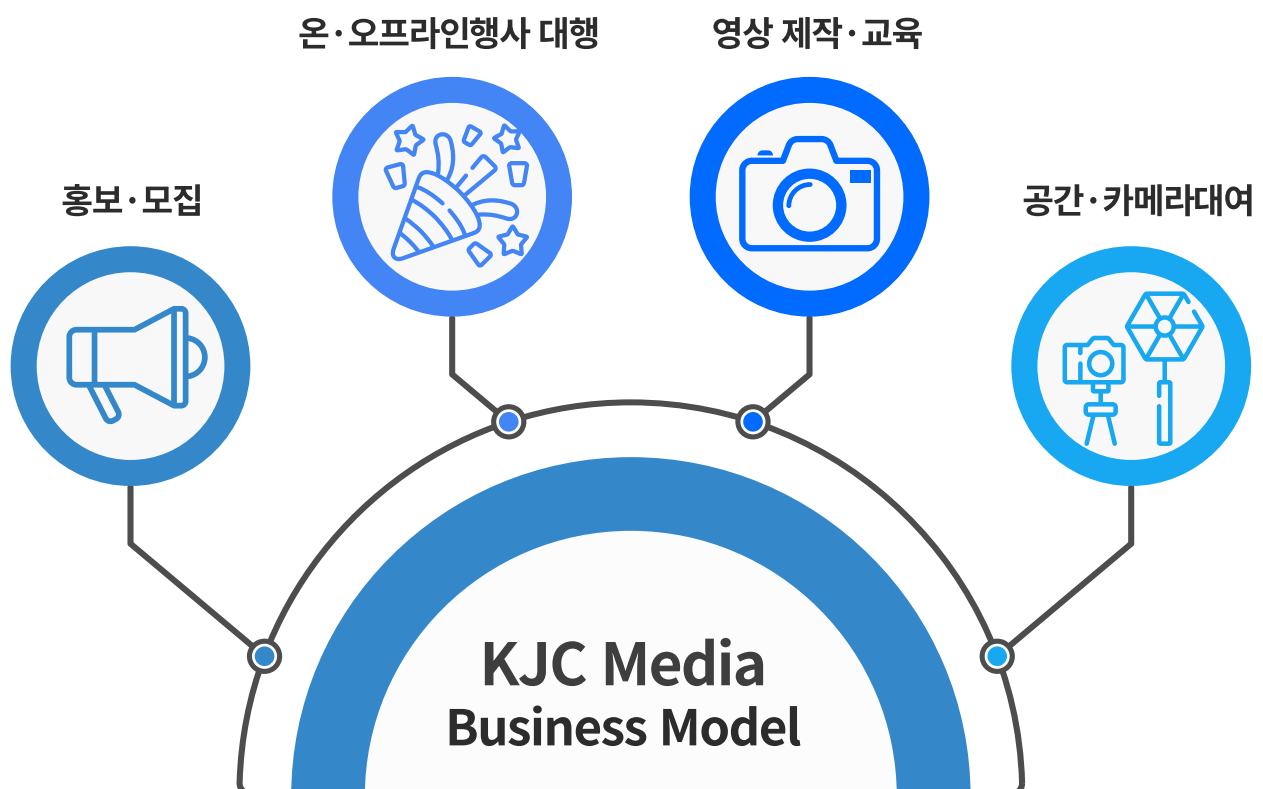 온·오프라인행사 대행
영상 제작·교육
홍보·모집
공간·카메라대여
KJC Media
Business Model